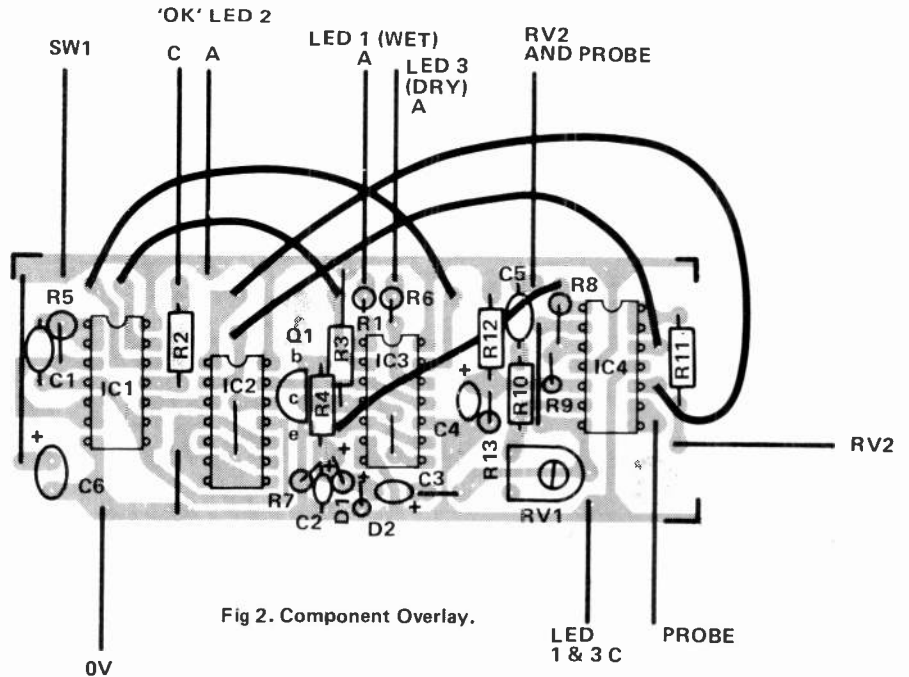 'OK' LED 2
SW1
C A
LED 1 (WET)
A
LED 3
(DRY)
A
RV2
AND PROBE
R5
C1
IC1
R2
IC2
Q1
b
c
e
R3
R4
R1
R6
IC3
R12
C5
R8
IC4
R11
R10
R9
+
C4
R13
+
C6
R7
+
C2
D1
+
D2
C3
+
RV1
RV2
Fig 2. Component Overlay.
0V
LED
1 & 3 C
PROBE